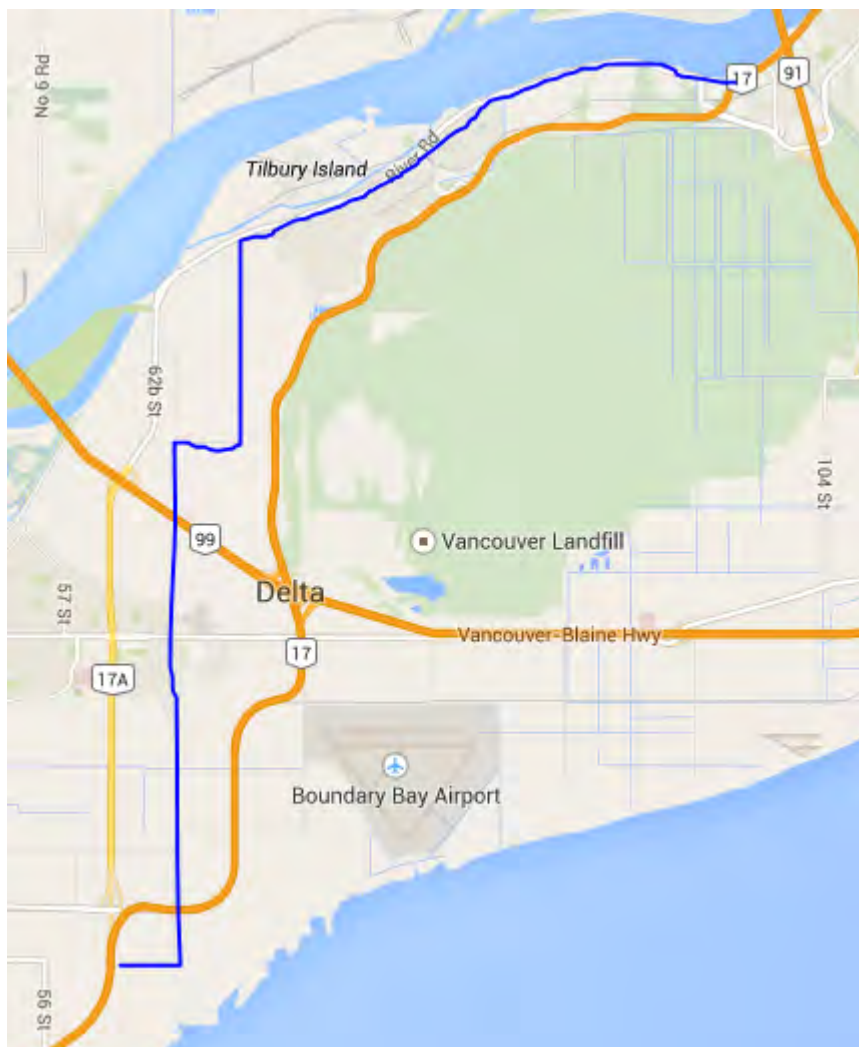 No 6 Rd
17
91
Tilbury Island
River Rd
62b St
104 St
99
Vancouver Landfill
Delta
57 St
Vancouver-Blaine Hwy
17
17A
Boundary Bay Airport
56 St